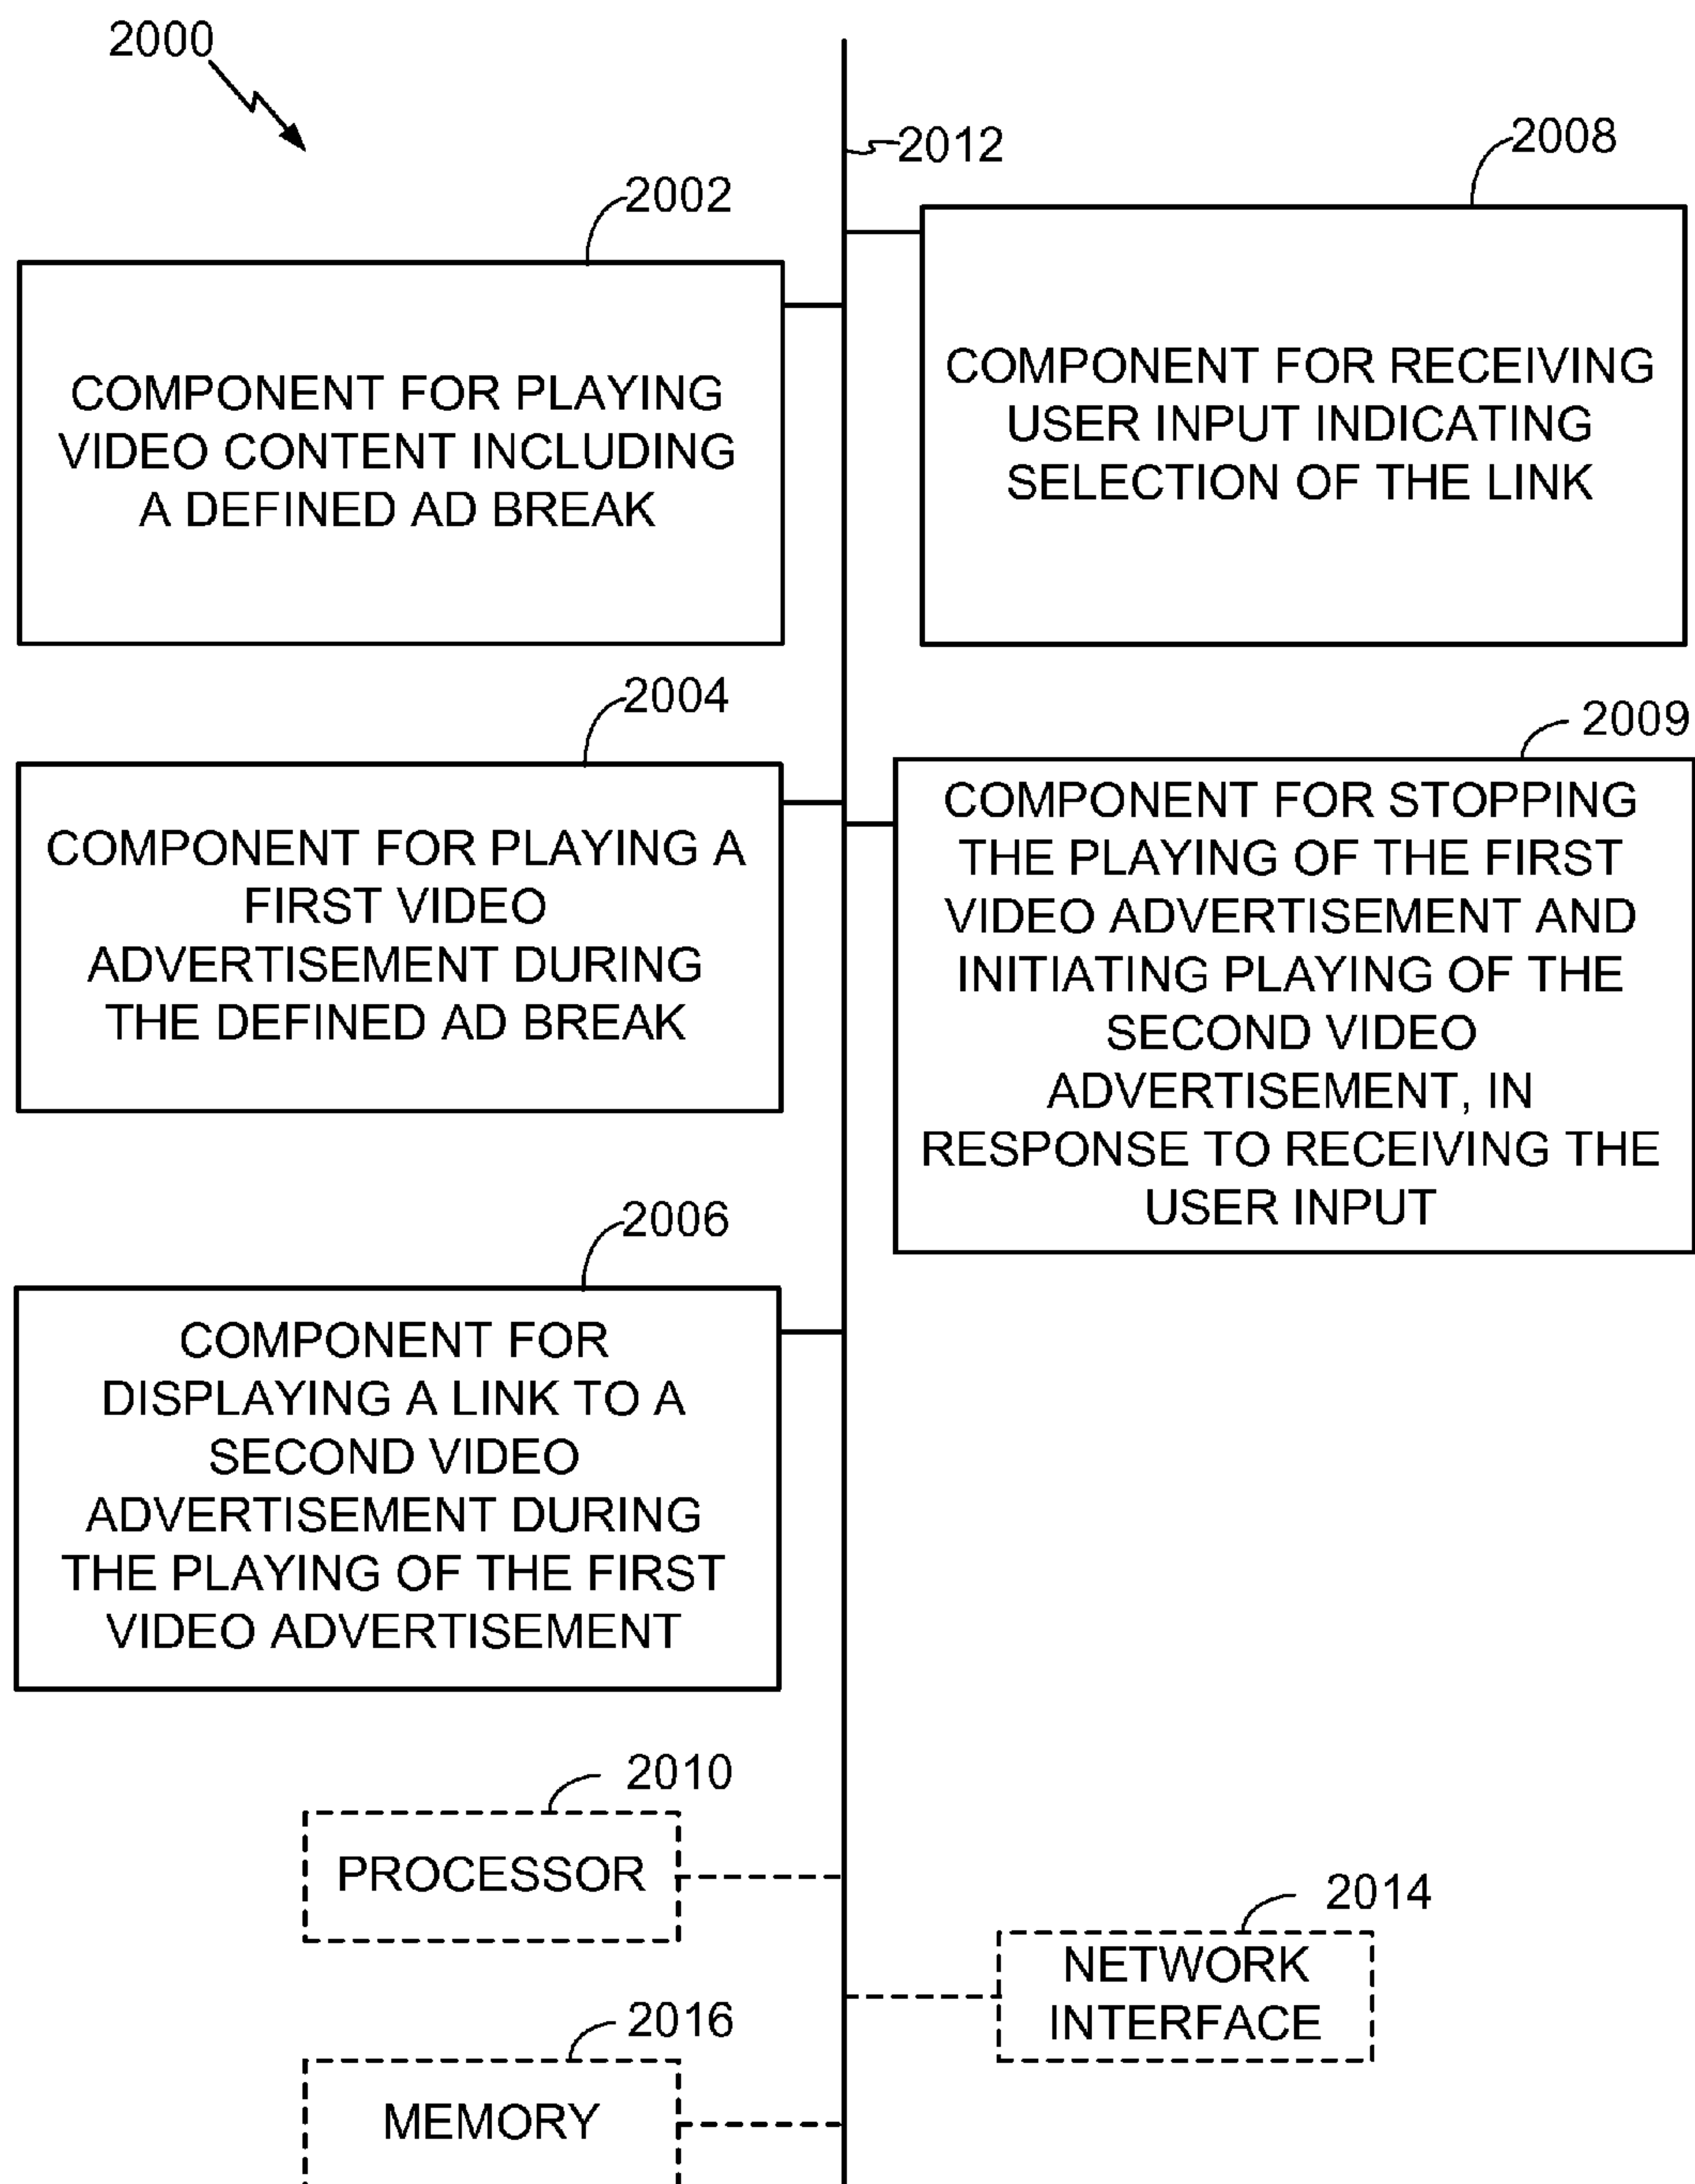 2000
2012
2002
COMPONENT FOR PLAYING
VIDEO CONTENT INCLUDING
A DEFINED AD BREAK
2008
COMPONENT FOR RECEIVING
USER INPUT INDICATING
SELECTION OF THE LINK
2004
COMPONENT FOR PLAYING A
FIRST VIDEO
ADVERTISEMENT DURING
THE DEFINED AD BREAK
2009
COMPONENT FOR STOPPING
THE PLAYING OF THE FIRST
VIDEO ADVERTISEMENT AND
INITIATING PLAYING OF THE
SECOND VIDEO
ADVERTISEMENT, IN
RESPONSE TO RECEIVING THE
USER INPUT
2006
COMPONENT FOR
DISPLAYING A LINK TO A
SECOND VIDEO
ADVERTISEMENT DURING
THE PLAYING OF THE FIRST
VIDEO ADVERTISEMENT
2010
PROCESSOR
2014
NETWORK
INTERFACE
2016
MEMORY